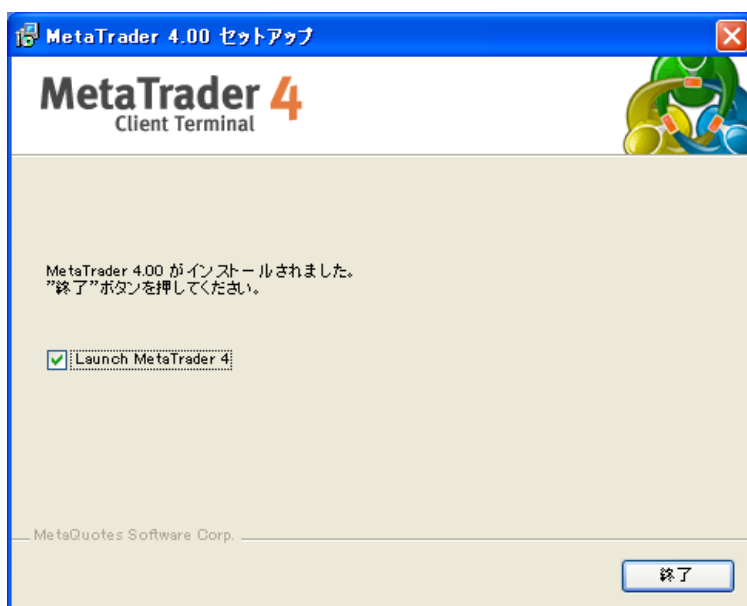 MetaTrader 4.00 セットアップ
MetaTrader 4
Client Terminal
MetaTrader 4.00 がインストールされました。
”終了”ボタンを押してください。
Launch MetaTrader 4
MetaQuotes Software Corp.
終了